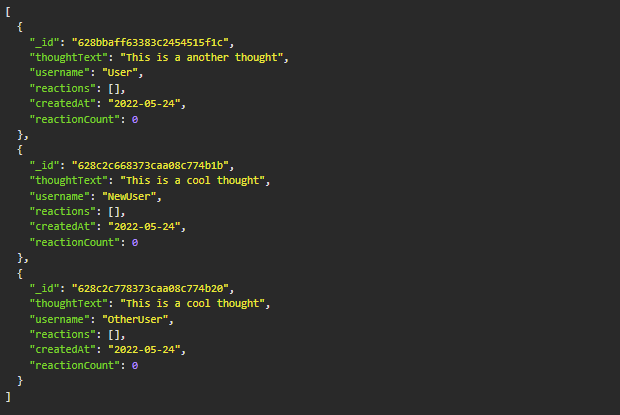 [
  {
    "_id": "628bbaff63383c2454515f1c",
    "thoughtText": "This is a another thought",
    "username": "User",
    "reactions": [],
    "createdAt": "2022-05-24",
    "reactionCount": 0
  },
  {
    "_id": "628c2c668373caa08c774b1b",
    "thoughtText": "This is a cool thought",
    "username": "NewUser",
    "reactions": [],
    "createdAt": "2022-05-24",
    "reactionCount": 0
  },
  {
    "_id": "628c2c778373caa08c774b20",
    "thoughtText": "This is a cool thought",
    "username": "OtherUser",
    "reactions": [],
    "createdAt": "2022-05-24",
    "reactionCount": 0
  }
]